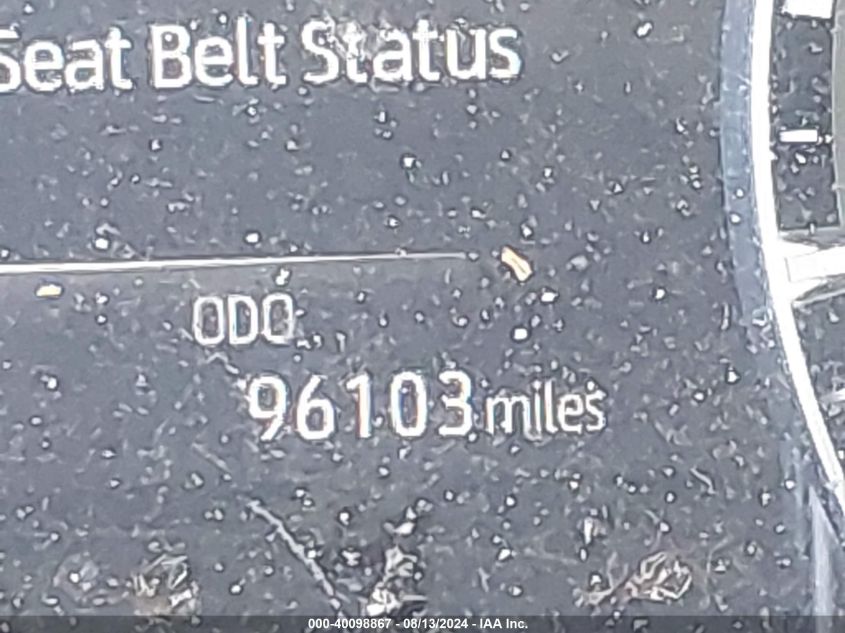 Seat Belt Status
ODO
96103 miles
000-40098867 - 08/13/2024 - IAA Inc.